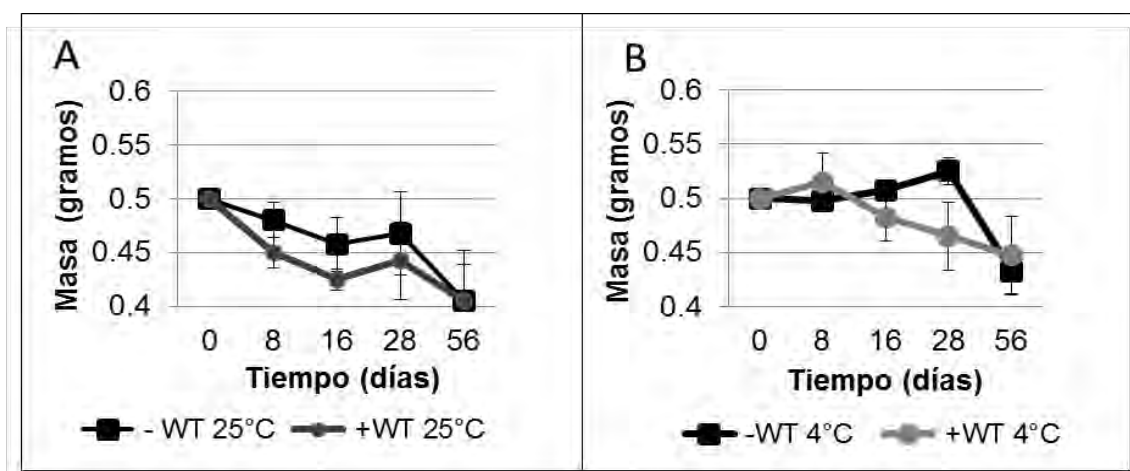 A
Masa (gramos)
0.6
0.55
0.5
0.45
0.4
0 8 16 28 56
Tiempo (días)
- WT 25°C +WT 25°C
B
Masa (gramos)
0.6
0.55
0.5
0.45
0.4
0 8 16 28 56
Tiempo (días)
-WT 4°C +WT 4°C